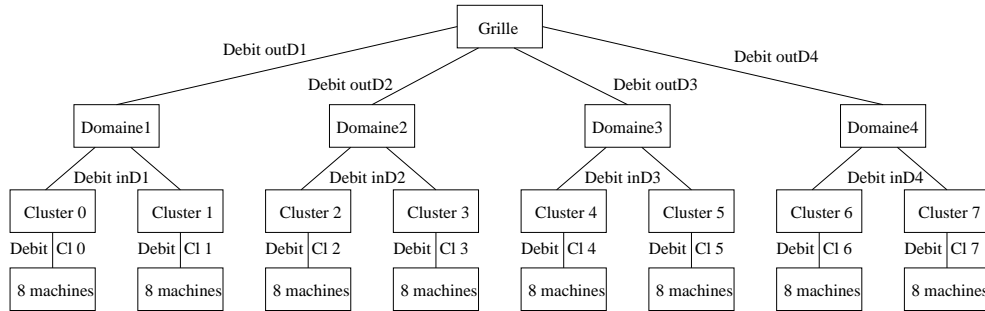 Grille
Debit outD1
Debit outD4
Debit outD2
Debit outD3
Domaine1
Domaine2
Domaine3
Domaine4
Debit inD1
Debit inD2
Debit inD3
Debit inD4
Cluster 0
Cluster 1
Cluster 2
Cluster 3
Cluster 4
Cluster 5
Cluster 6
Cluster 7
Debit Cl 0
Debit Cl 1
Debit Cl 2
Debit Cl 3
Debit Cl 4
Debit Cl 5
Debit Cl 6
Debit Cl 7
8 machines
8 machines
8 machines
8 machines
8 machines
8 machines
8 machines
8 machines